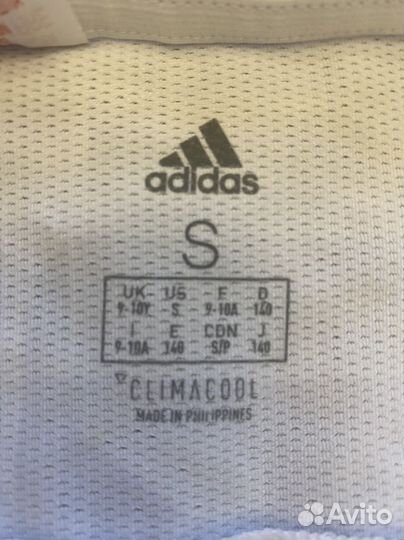 adidas
S
UK US F D
9-10Y S 9-10A 140
I E CDN J
9-10A 140 S/P 140
CLIMACOOL
MADE IN PHILIPPINES
Avito